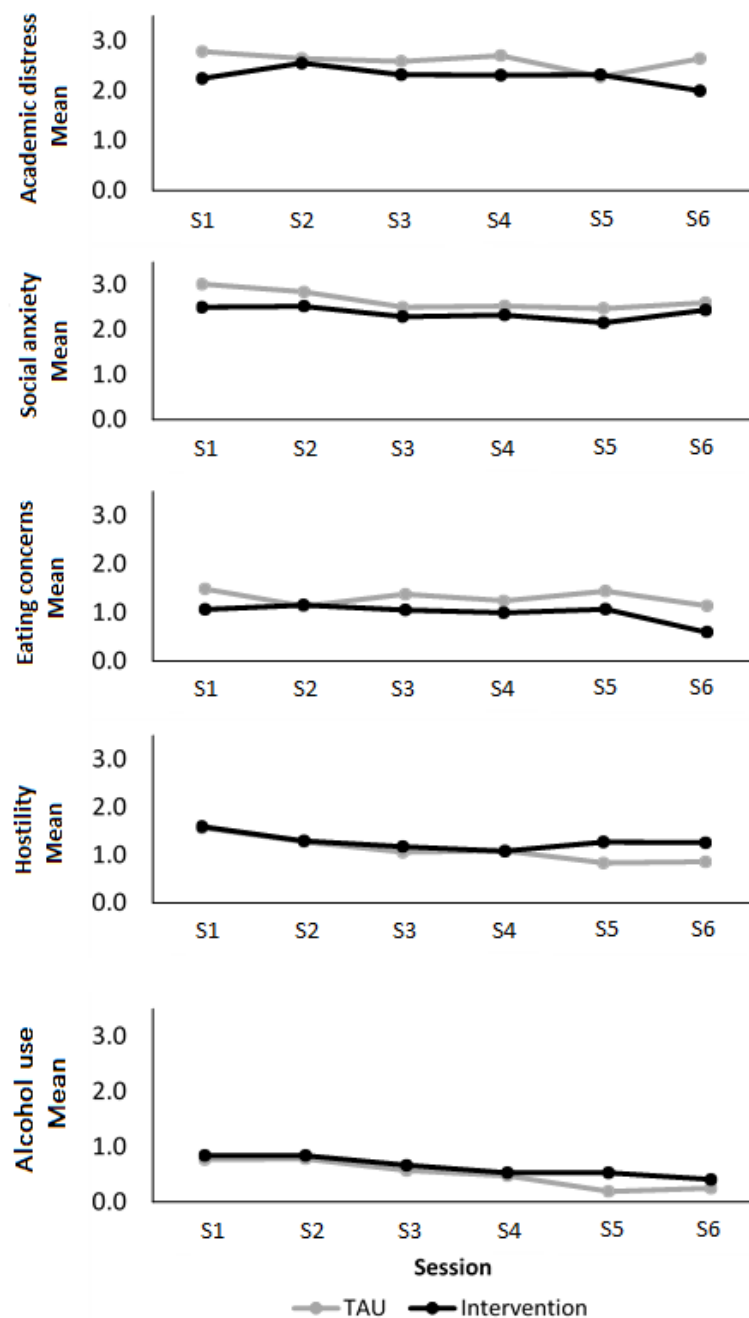 Academic distress
Mean
3.0
2.0
1.0
0.0
S1 S2 S3 S4 S5 S6
Social anxiety
Mean
3.0
2.0
1.0
0.0
S1 S2 S3 S4 S5 S6
Eating concerns
Mean
3.0
2.0
1.0
0.0
S1 S2 S3 S4 S5 S6
Hostility
Mean
3.0
2.0
1.0
0.0
S1 S2 S3 S4 S5 S6
Alcohol use
Mean
3.0
2.0
1.0
0.0
S1 S2 S3 S4 S5 S6
Session
TAU Intervention